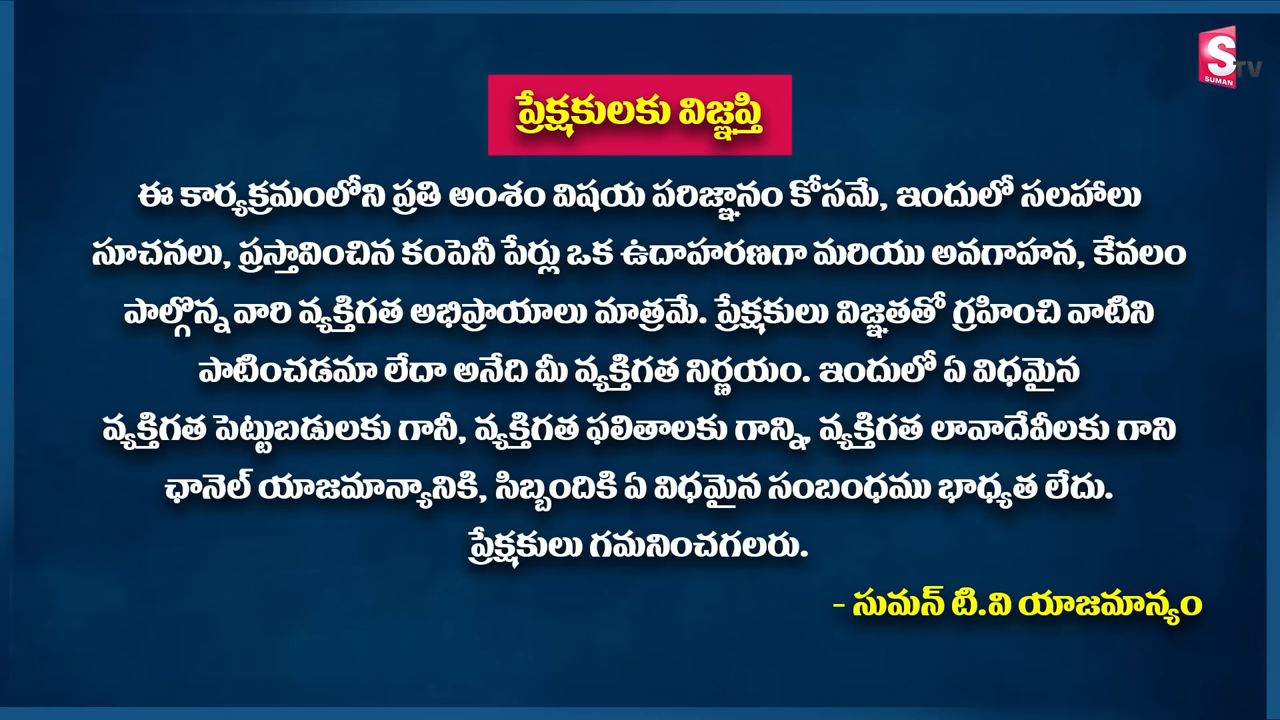 S TV
SUMAN
ప్రేక్షకులకు విజ్ఞప్తి
ఈ కార్యక్రమంలోని ప్రతి అంశం విషయ పరిజ్ఞానం కోసమే, ఇందులో సలహాలు
సూచనలు, ప్రస్తావించిన కంపెనీ పేర్లు ఒక ఉదాహరణగా మరియు అవగాహన, కేవలం
పాల్గొన్న వారి వ్యక్తిగత అభిప్రాయాలు మాత్రమే. ప్రేక్షకులు విజ్ఞతతో గ్రహించి వాటిని
పాటించడమా లేదా అనేది మీ వ్యక్తిగత నిర్ణయం. ఇందులో ఏ విధమైన
వ్యక్తిగత పెట్టుబడులకు గానీ, వ్యక్తిగత ఫలితాలకు గాన్ని, వ్యక్తిగత లావాదేవీలకు గాని
ఛానెల్ యాజమాన్యానికి, సిబ్బందికి ఏ విధమైన సంబంధము భాధ్యత లేదు.
ప్రేక్షకులు గమనించగలరు.
- సుమన్ టి.వి యాజమాన్యం